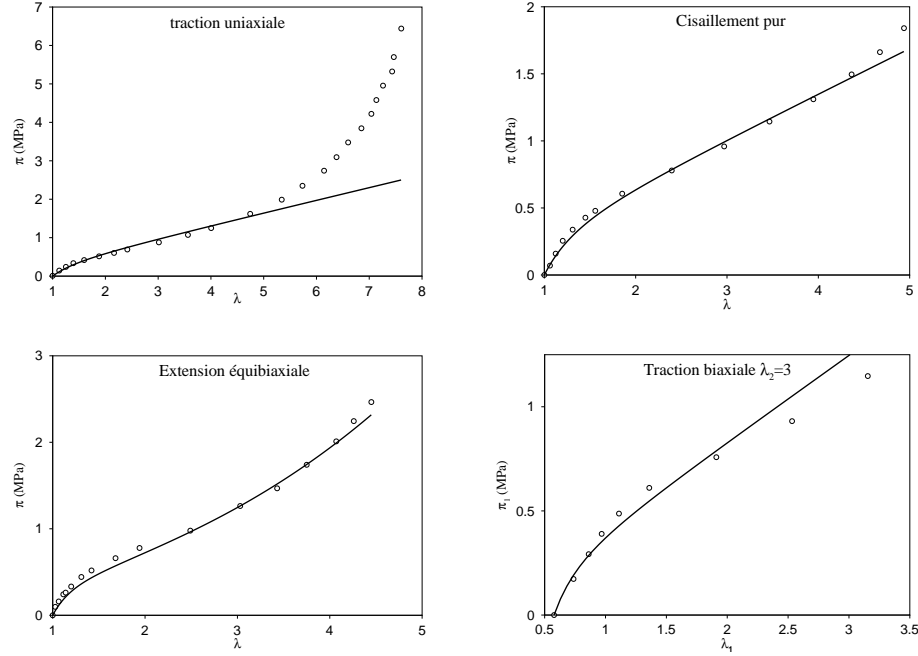 traction uniaxiale
7
6
5
4
3
2
1
0
π (MPa)
1 2 3 4 5 6 7 8
λ
Cisaillement pur
2
1.5
1
0.5
0
π (MPa)
1 2 3 4 5
λ
Extension équibiaxiale
3
2
1
0
π (MPa)
1 2 3 4 5
λ
Traction biaxiale λ₂=3
1
0.5
0
π₁ (MPa)
0.5 1 1.5 2 2.5 3 3.5
λ₁